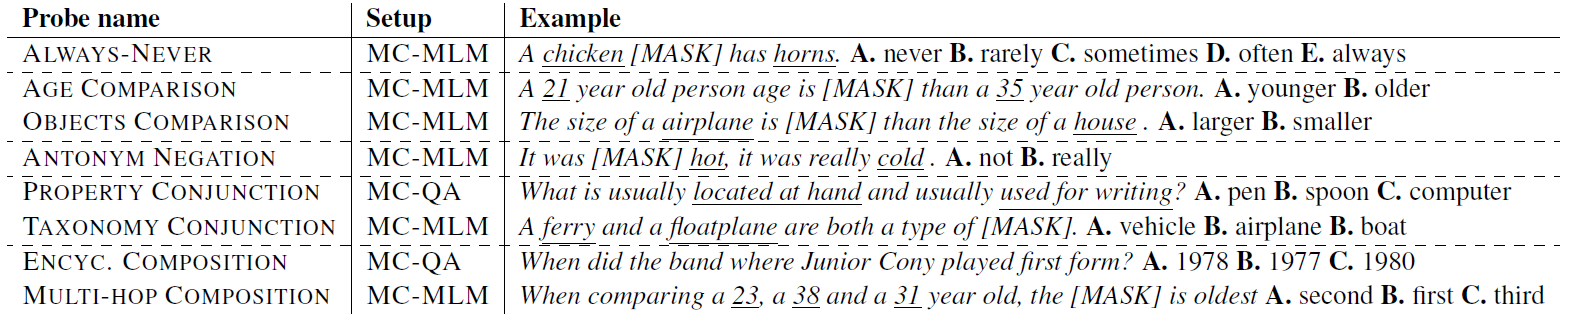 Probe name Setup Example
ALWAYS-NEVER MC-MLM A chicken [MASK] has horns. A. never B. rarely C. sometimes D. often E. always
AGE COMPARISON MC-MLM A 21 year old person age is [MASK] than a 35 year old person. A. younger B. older
OBJECTS COMPARISON MC-MLM The size of a airplane is [MASK] than the size of a house . A. larger B. smaller
ANTONYM NEGATION MC-MLM It was [MASK] hot, it was really cold . A. not B. really
PROPERTY CONJUNCTION MC-QA What is usually located at hand and usually used for writing? A. pen B. spoon C. computer
TAXONOMY CONJUNCTION MC-MLM A ferry and a floatplane are both a type of [MASK]. A. vehicle B. airplane B. boat
ENCYC. COMPOSITION MC-QA When did the band where Junior Cony played first form? A. 1978 B. 1977 C. 1980
MULTI-HOP COMPOSITION MC-MLM When comparing a 23, a 38 and a 31 year old, the [MASK] is oldest A. second B. first C. third